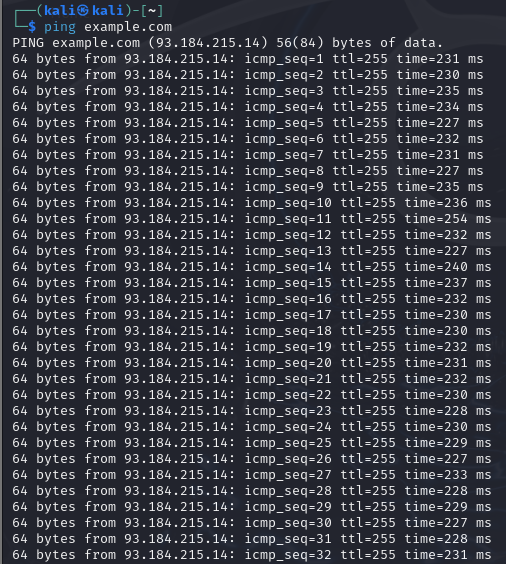 ┌──(kali㉿kali)-[~]
└─$ ping example.com
PING example.com (93.184.215.14) 56(84) bytes of data.
64 bytes from 93.184.215.14: icmp_seq=1 ttl=255 time=231 ms
64 bytes from 93.184.215.14: icmp_seq=2 ttl=255 time=230 ms
64 bytes from 93.184.215.14: icmp_seq=3 ttl=255 time=235 ms
64 bytes from 93.184.215.14: icmp_seq=4 ttl=255 time=234 ms
64 bytes from 93.184.215.14: icmp_seq=5 ttl=255 time=227 ms
64 bytes from 93.184.215.14: icmp_seq=6 ttl=255 time=232 ms
64 bytes from 93.184.215.14: icmp_seq=7 ttl=255 time=231 ms
64 bytes from 93.184.215.14: icmp_seq=8 ttl=255 time=227 ms
64 bytes from 93.184.215.14: icmp_seq=9 ttl=255 time=235 ms
64 bytes from 93.184.215.14: icmp_seq=10 ttl=255 time=236 ms
64 bytes from 93.184.215.14: icmp_seq=11 ttl=255 time=254 ms
64 bytes from 93.184.215.14: icmp_seq=12 ttl=255 time=232 ms
64 bytes from 93.184.215.14: icmp_seq=13 ttl=255 time=227 ms
64 bytes from 93.184.215.14: icmp_seq=14 ttl=255 time=240 ms
64 bytes from 93.184.215.14: icmp_seq=15 ttl=255 time=237 ms
64 bytes from 93.184.215.14: icmp_seq=16 ttl=255 time=232 ms
64 bytes from 93.184.215.14: icmp_seq=17 ttl=255 time=230 ms
64 bytes from 93.184.215.14: icmp_seq=18 ttl=255 time=230 ms
64 bytes from 93.184.215.14: icmp_seq=19 ttl=255 time=232 ms
64 bytes from 93.184.215.14: icmp_seq=20 ttl=255 time=231 ms
64 bytes from 93.184.215.14: icmp_seq=21 ttl=255 time=232 ms
64 bytes from 93.184.215.14: icmp_seq=22 ttl=255 time=230 ms
64 bytes from 93.184.215.14: icmp_seq=23 ttl=255 time=228 ms
64 bytes from 93.184.215.14: icmp_seq=24 ttl=255 time=230 ms
64 bytes from 93.184.215.14: icmp_seq=25 ttl=255 time=229 ms
64 bytes from 93.184.215.14: icmp_seq=26 ttl=255 time=227 ms
64 bytes from 93.184.215.14: icmp_seq=27 ttl=255 time=233 ms
64 bytes from 93.184.215.14: icmp_seq=28 ttl=255 time=228 ms
64 bytes from 93.184.215.14: icmp_seq=29 ttl=255 time=229 ms
64 bytes from 93.184.215.14: icmp_seq=30 ttl=255 time=227 ms
64 bytes from 93.184.215.14: icmp_seq=31 ttl=255 time=228 ms
64 bytes from 93.184.215.14: icmp_seq=32 ttl=255 time=231 ms